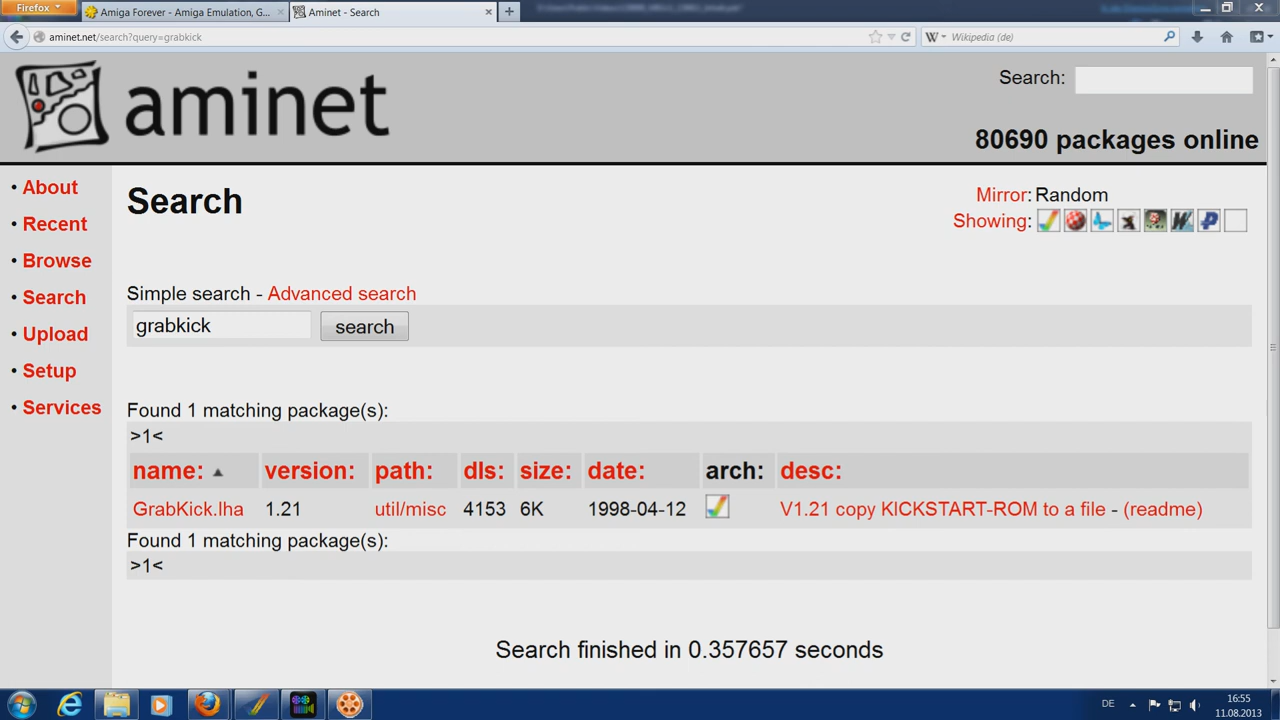 Firefox
Amiga Forever - Amiga Emulation, G...
Aminet - Search
aminet.net/search?query=grabkick
Wikipedia (de)
aminet
Search:
80690 packages online
• About
• Recent
• Browse
• Search
• Upload
• Setup
• Services
Search
Mirror: Random
Showing:
Simple search - Advanced search
grabkick
search
Found 1 matching package(s):
>1<
name: version: path: dls: size: date: arch: desc:
GrabKick.lha 1.21 util/misc 4153 6K 1998-04-12 V1.21 copy KICKSTART-ROM to a file - (readme)
Found 1 matching package(s):
>1<
Search finished in 0.357657 seconds
DE
16:55
11.08.2013